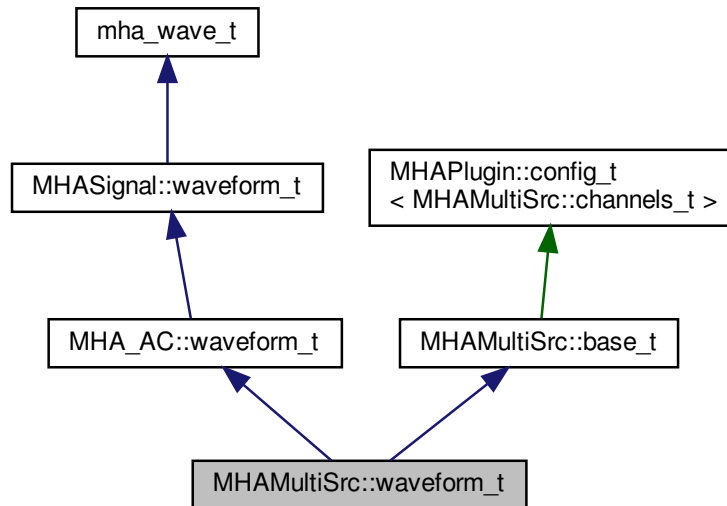 mha_wave_t
MHASignal::waveform_t
MHAPlugin::config_t
< MHAMultiSrc::channels_t >
MHA_AC::waveform_t
MHAMultiSrc::base_t
MHAMultiSrc::waveform_t